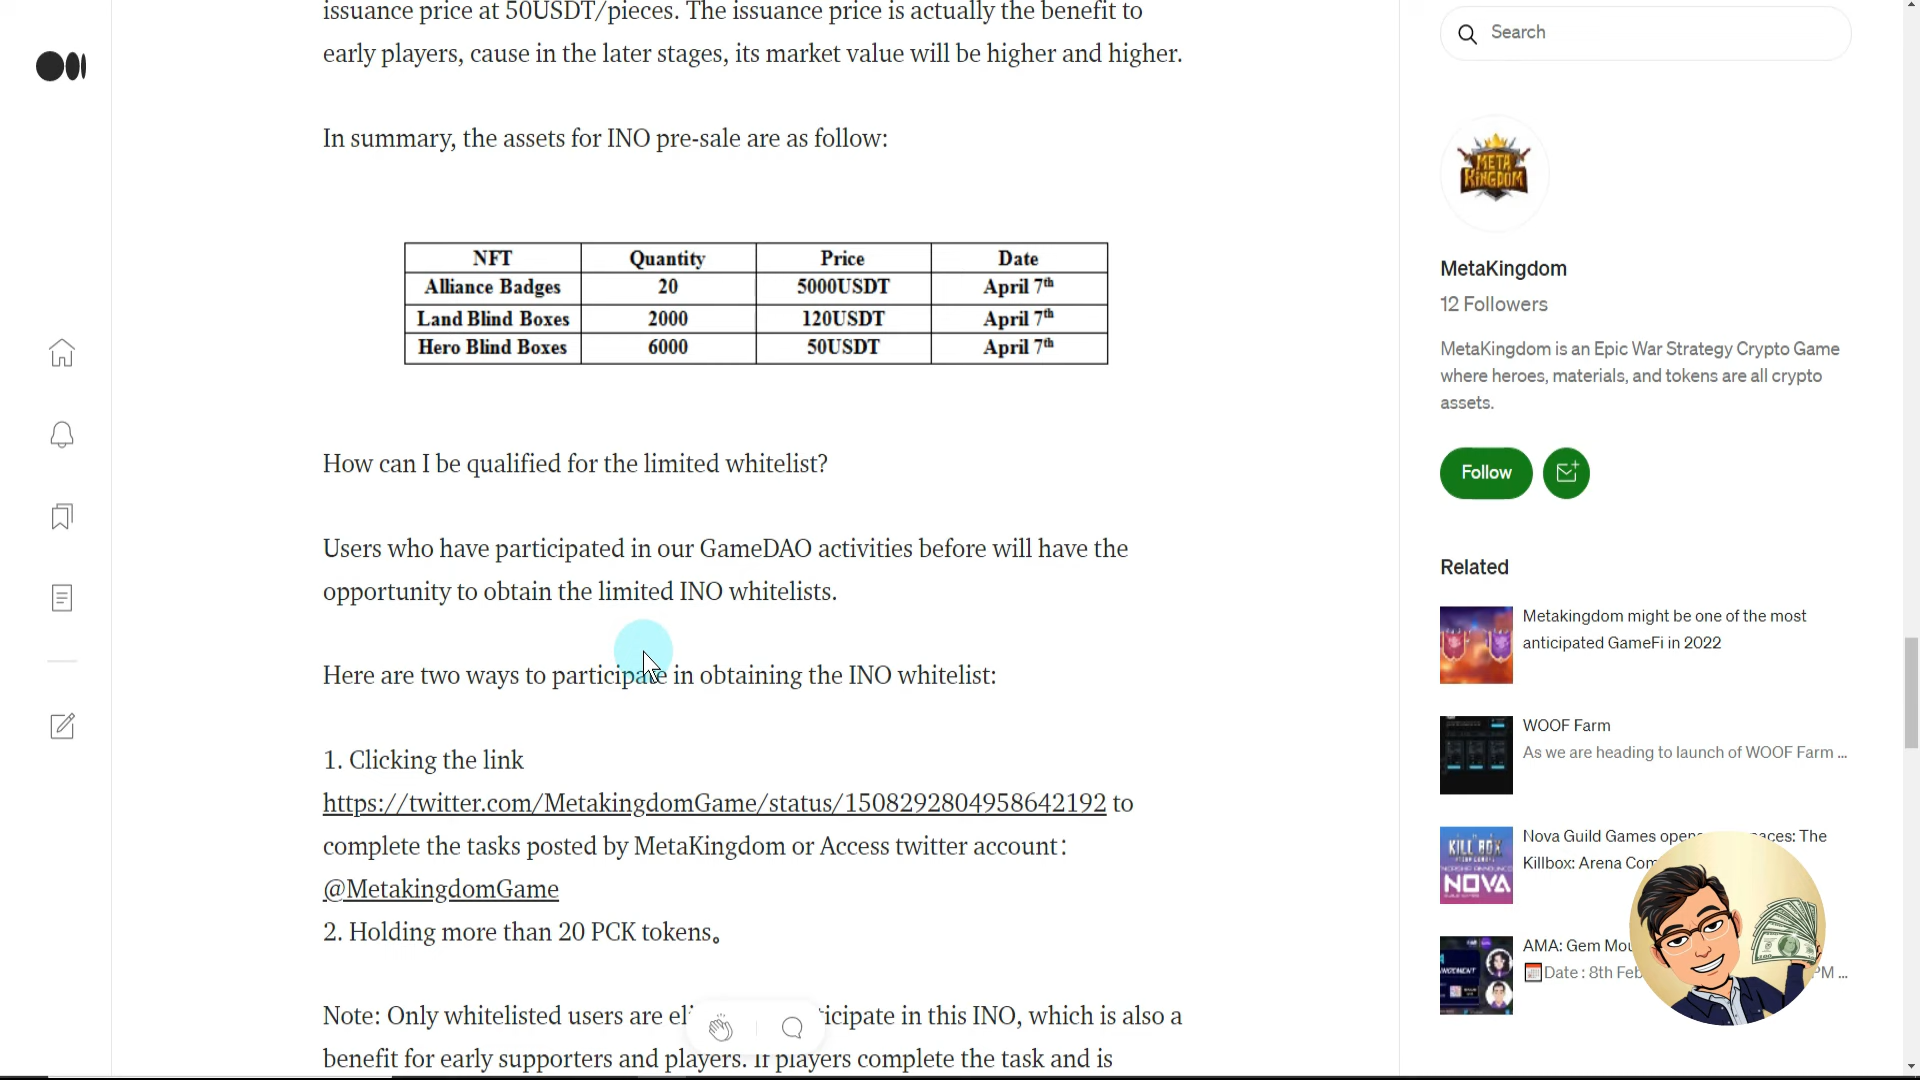 issuance price at 50USDT/pieces. The issuance price is actually the benefit to
early players, cause in the later stages, its market value will be higher and higher.
In summary, the assets for INO pre-sale are as follow:
NFT Quantity Price Date
Alliance Badges 20 5000USDT April 7th
Land Blind Boxes 2000 120USDT April 7th
Hero Blind Boxes 6000 50USDT April 7th
How can I be qualified for the limited whitelist?
Users who have participated in our GameDAO activities before will have the
opportunity to obtain the limited INO whitelists.
Here are two ways to participate in obtaining the INO whitelist:
1. Clicking the link
https://twitter.com/MetakingdomGame/status/1508292804958642192 to
complete the tasks posted by MetaKingdom or Access twitter account：
@MetakingdomGame
2. Holding more than 20 PCK tokens。
Note: Only whitelisted users are participate in this INO, which is also a
benefit for early supporters and players. If players complete the task and is
Search
META KINGDOM
MetaKingdom
12 Followers
MetaKingdom is an Epic War Strategy Crypto Game
where heroes, materials, and tokens are all crypto
assets.
Follow
Related
Metakingdom might be one of the most
anticipated GameFi in 2022
WOOF Farm
As we are heading to launch of WOOF Farm ...
Nova Guild Games The
Killbox: Arena
KILL BOX
NOVA
AMA: Gem
Date : 8th Feb PM ...